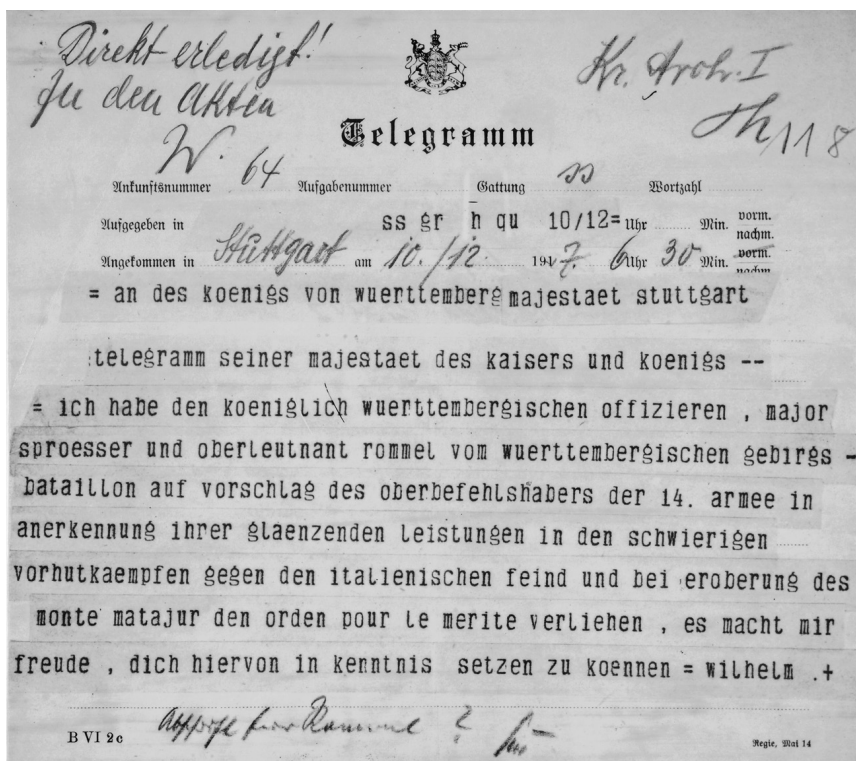 Direkt erledigt!
Zu den Akten
W.
Kr. Arch. I
118
Telegramm
Ankunftsnummer 64 Aufgabenummer Gattung ss Wortzahl
Aufgegeben in ss gr h qu 10/12= Uhr Min. vorm. nachm.
Angekommen in Stuttgart am 10./12. 1917. 6 Uhr 30 Min. vorm. nachm.
= an des koenigs von wuerttemberg majestaet stuttgart
telegramm seiner majestaet des kaisers und koenigs --
= ich habe den koeniglich wuerttembergischen offizieren , major
sproesser und oberleutnant rommel vom wuerttembergischen gebirgs -
bataillon auf vorschlag des oberbefehlshabers der 14. armee in
anerkennung ihrer glaenzenden leistungen in den schwierigen
vorhutkaempfen gegen den italienischen feind und bei eroberung des
monte matajur den orden pour le merite verliehen , es macht mir
freude , dich hiervon in kenntnis setzen zu koennen = wilhelm .+
Rommel ?
B VI 2c
Regie, Mai 14